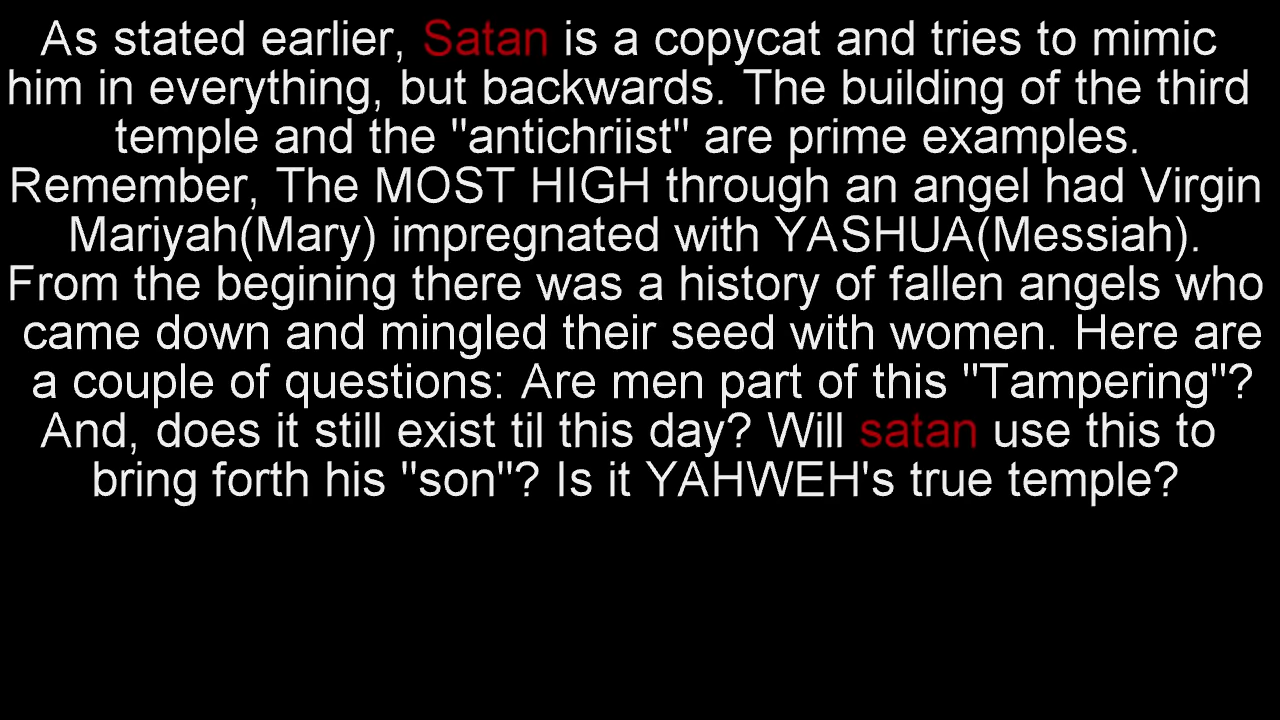 As stated earlier, Satan is a copycat and tries to mimic
him in everything, but backwards. The building of the third
temple and the "antichriist" are prime examples.
Remember, The MOST HIGH through an angel had Virgin
Mariyah(Mary) impregnated with YASHUA(Messiah).
From the begining there was a history of fallen angels who
came down and mingled their seed with women. Here are
a couple of questions: Are men part of this "Tampering"?
And, does it still exist til this day? Will satan use this to
bring forth his "son"? Is it YAHWEH's true temple?